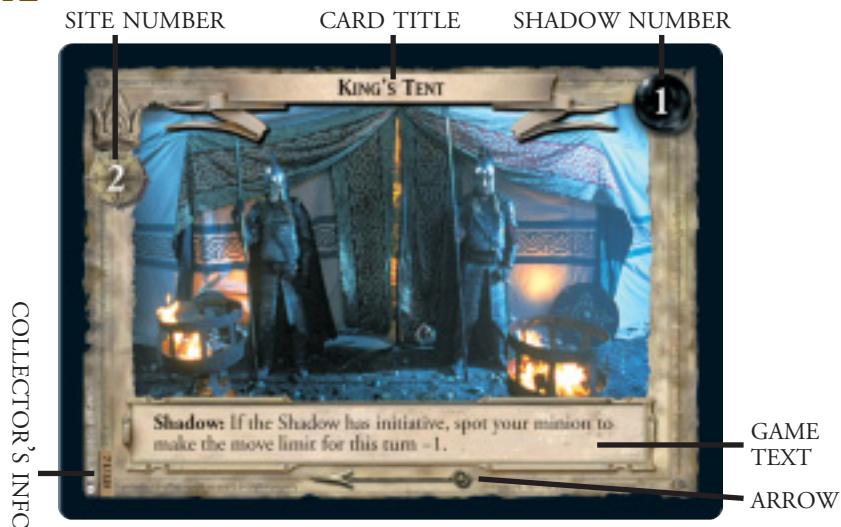 SITE NUMBER
CARD TITLE
SHADOW NUMBER
KING'S TENT
1
2
Shadow: If the Shadow has initiative, spot your minion to
make the move limit for this turn –1.
COLLECTOR'S INFO
GAME
TEXT
ARROW